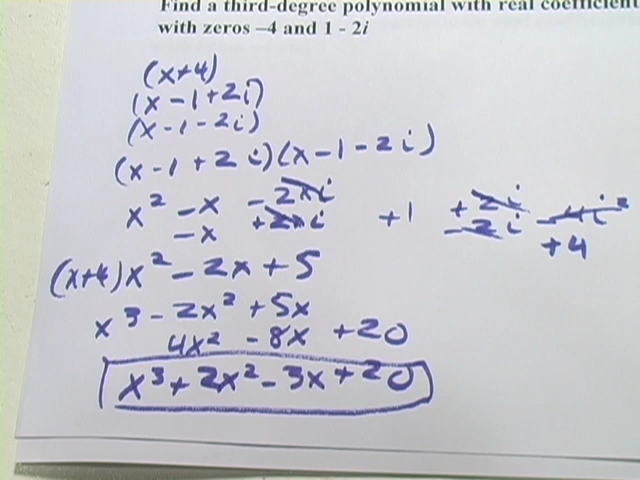 Find a third-degree polynomial with real coefficient
with zeros –4 and 1 - 2i
(x+4)
(x-1+2i)
(x-1-2i)
(x-1+2i)(x-1-2i)
x² -x -2xi +1 +2i -4i²
-x +2xi -2i +4
(x+4)x²-2x+5
x³-2x²+5x
4x² -8x +20
x³+2x²-3x+20